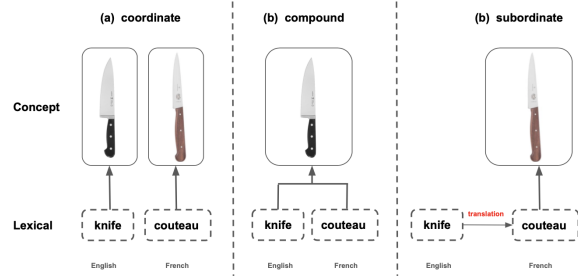 (a) coordinate
(b) compound
(b) subordinate
Concept
Lexical
knife
couteau
knife
couteau
knife
translation
couteau
English
French
English
French
English
French